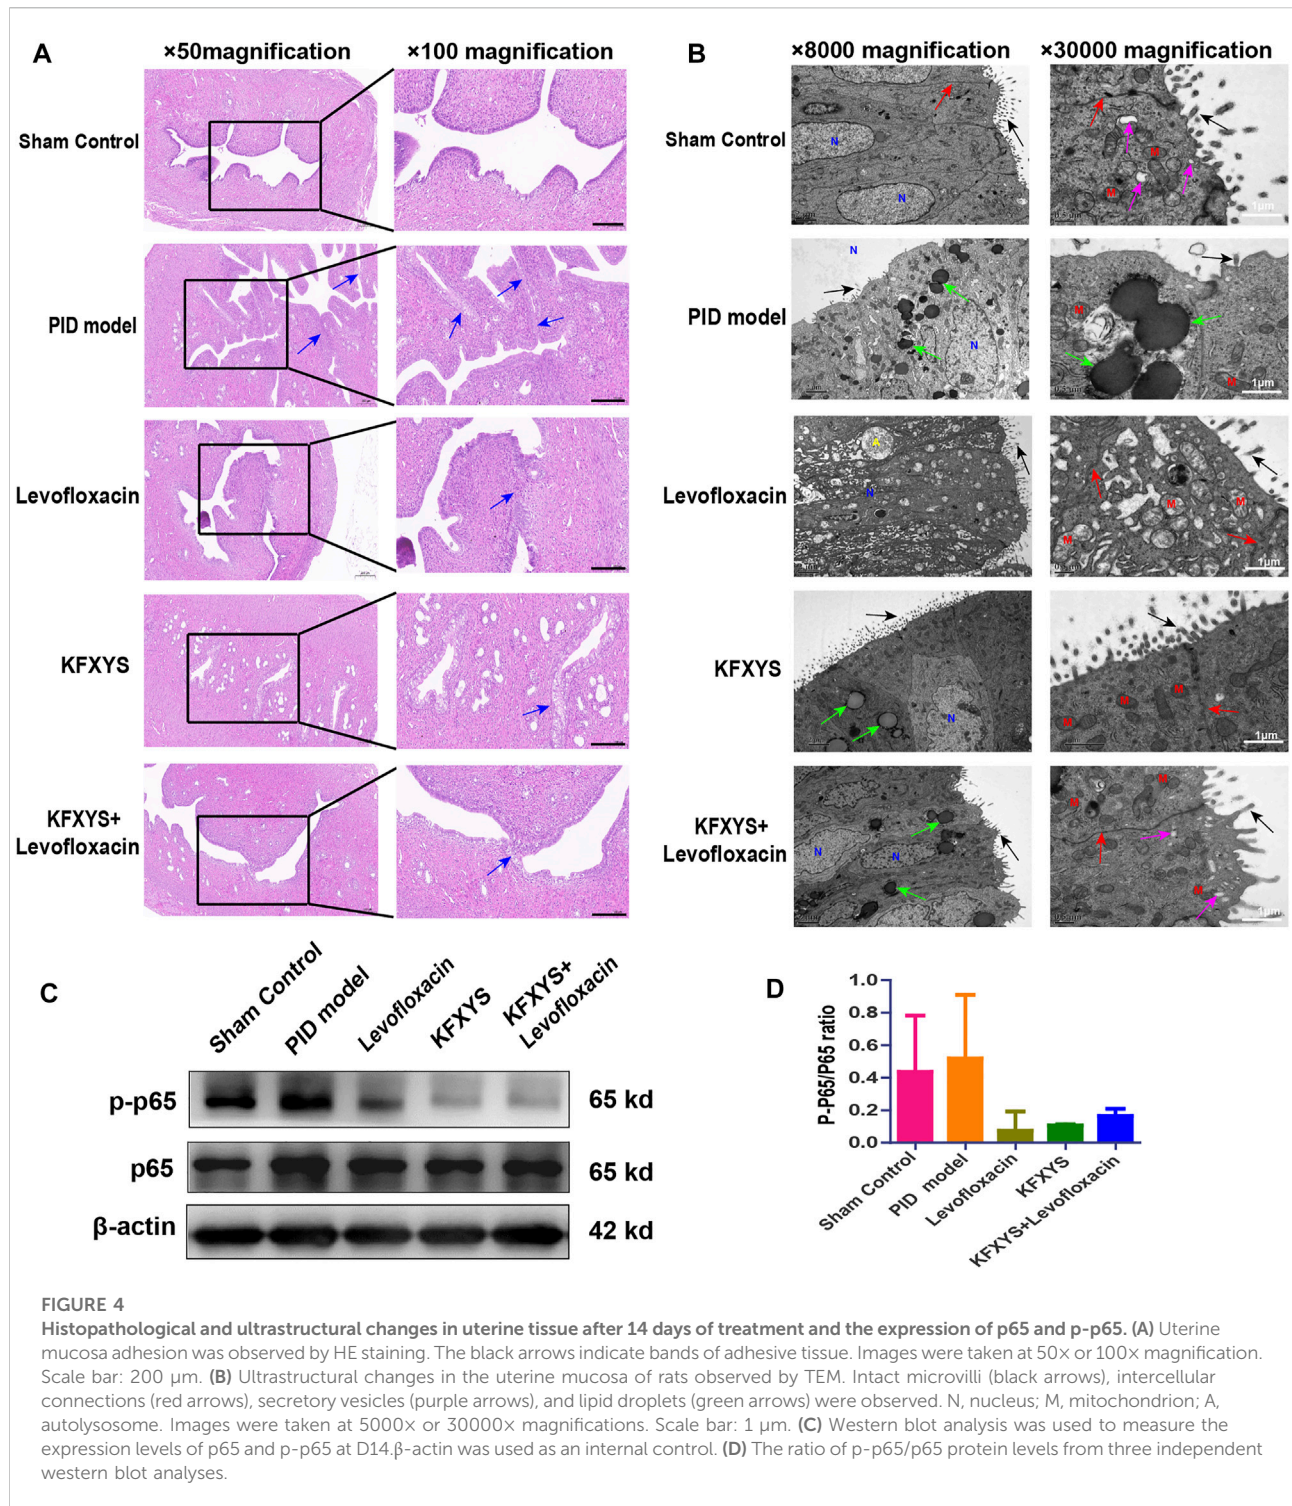 A
×50magnification
×100 magnification
Sham Control
PID model
Levofloxacin
KFXYS
KFXYS+
Levofloxacin
B
×8000 magnification
×30000 magnification
Sham Control
N
N
M
M
1μm
0.5 μm
PID model
N
N
M
M
1μm
Levofloxacin
A
N
M
M
M
1μm
KFXYS
N
M
M
M
1μm
KFXYS+
Levofloxacin
N
N
M
M
M
1μm
C
Sham Control
PID model
Levofloxacin
KFXYS
KFXYS+
Levofloxacin
p-p65
65 kd
p65
65 kd
β-actin
42 kd
D
P-P65/P65 ratio
1.0
0.8
0.6
0.4
0.2
0.0
Sham Control
PID model
Levofloxacin
KFXYS
KFXYS+Levofloxacin
FIGURE 4
Histopathological and ultrastructural changes in uterine tissue after 14 days of treatment and the expression of p65 and p-p65. (A) Uterine
mucosa adhesion was observed by HE staining. The black arrows indicate bands of adhesive tissue. Images were taken at 50× or 100× magnification.
Scale bar: 200 μm. (B) Ultrastructural changes in the uterine mucosa of rats observed by TEM. Intact microvilli (black arrows), intercellular
connections (red arrows), secretory vesicles (purple arrows), and lipid droplets (green arrows) were observed. N, nucleus; M, mitochondrion; A,
autolysosome. Images were taken at 5000× or 30000× magnifications. Scale bar: 1 μm. (C) Western blot analysis was used to measure the
expression levels of p65 and p-p65 at D14.β-actin was used as an internal control. (D) The ratio of p-p65/p65 protein levels from three independent
western blot analyses.